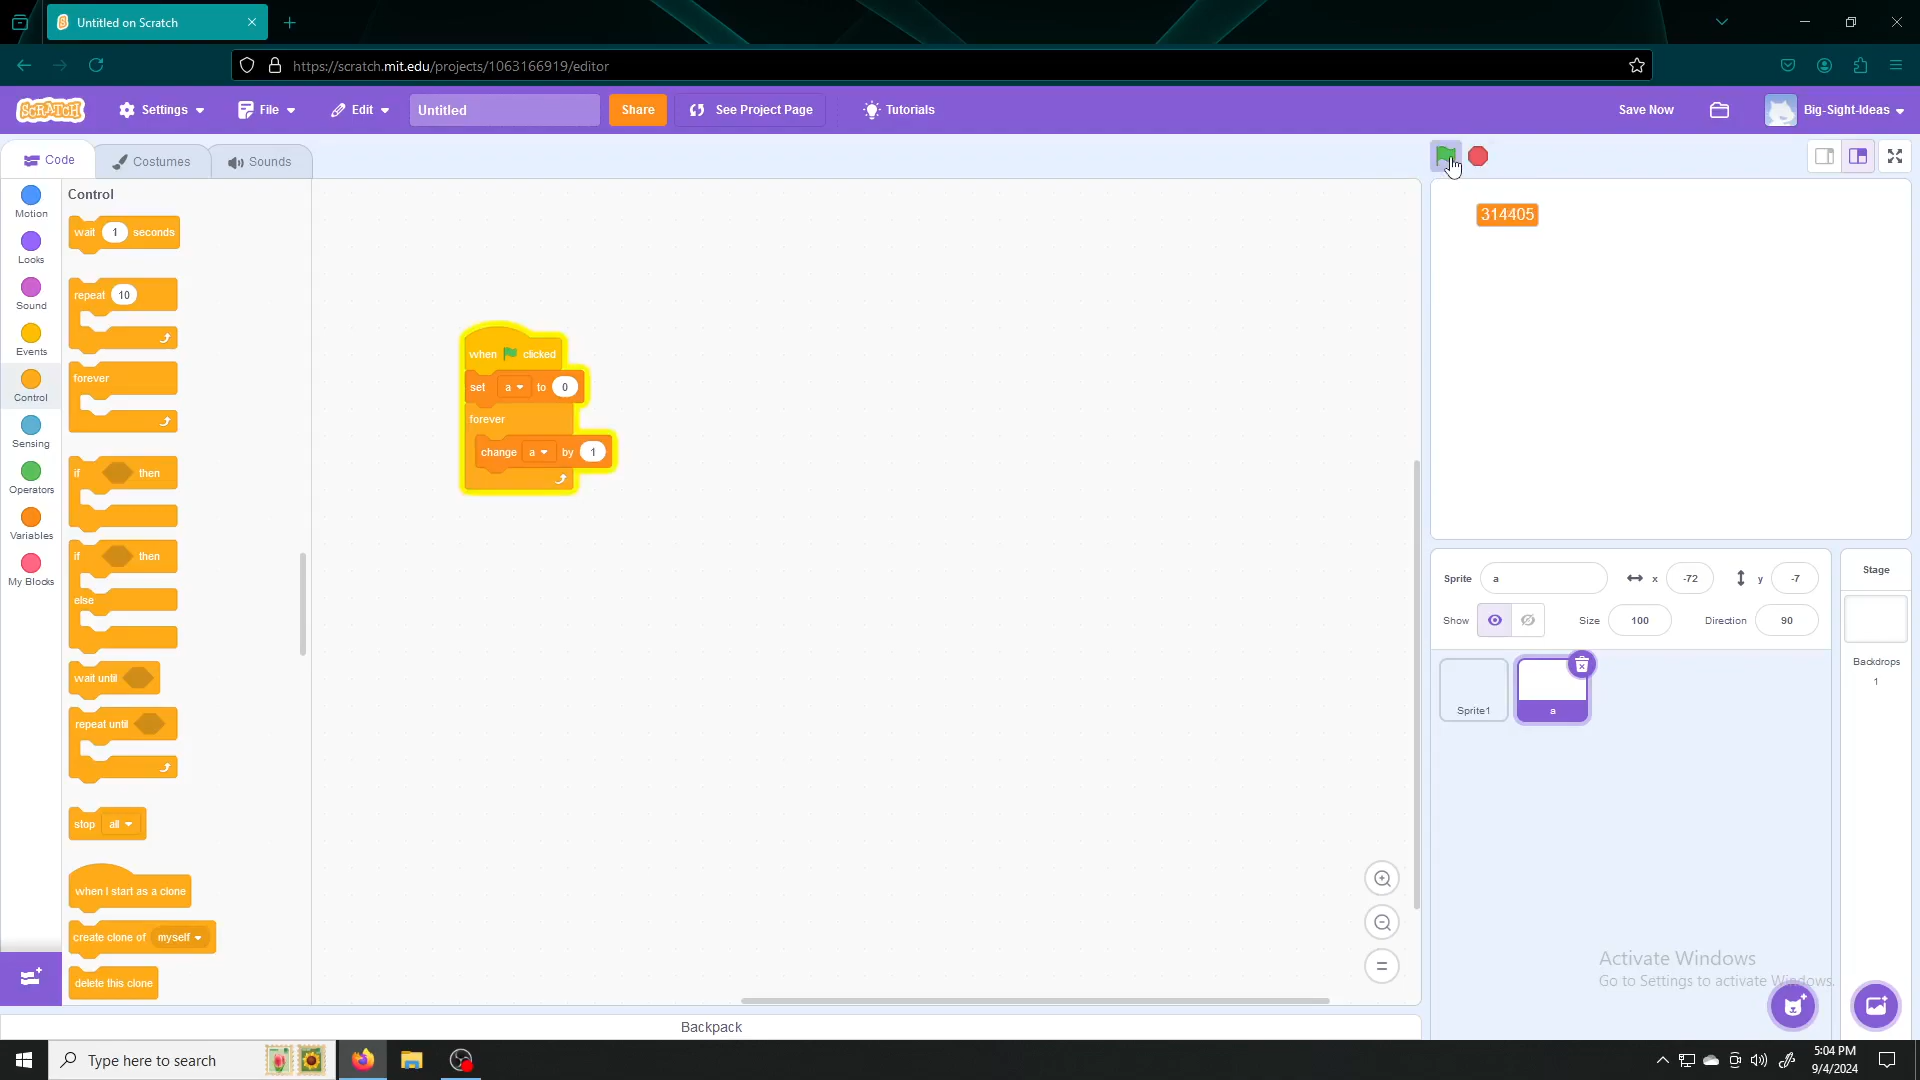 Untitled on Scratch
https://scratch.mit.edu/projects/1063166919/editor
SCRATCH Settings File Edit Untitled Share See Project Page Tutorials Save Now Big-Sight-Ideas
Code Costumes Sounds
Motion
Looks
Sound
Events
Control
Sensing
Operators
Variables
My Blocks
Control
wait 1 seconds
repeat 10
forever
if then
if then
else
wait until
repeat until
stop all
when I start as a clone
create clone of myself
delete this clone
when clicked
set a to 0
forever
change a by 1
314405
Sprite a x -72 y -7
Show Size 100 Direction 90
Sprite1
a
Stage
Backdrops
1
Activate Windows
Go to Settings to activate Windows.
Backpack
Type here to search
5:04 PM
9/4/2024